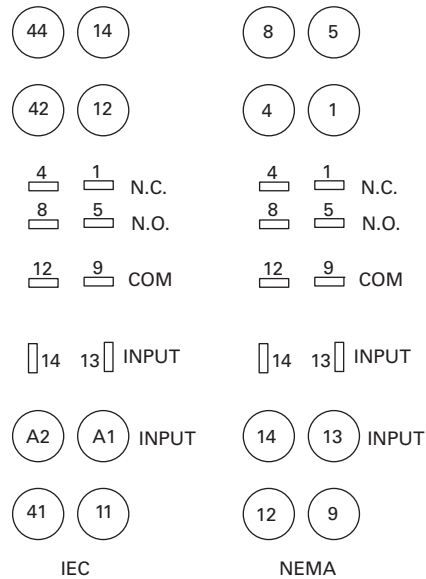 44 14 8 5
42 12 4 1
4 1 N.C. 4 1 N.C.
8 5 N.O. 8 5 N.O.
12 9 COM 12 9 COM
14 13 INPUT 14 13 INPUT
A2 A1 INPUT 14 13 INPUT
41 11 12 9
IEC NEMA